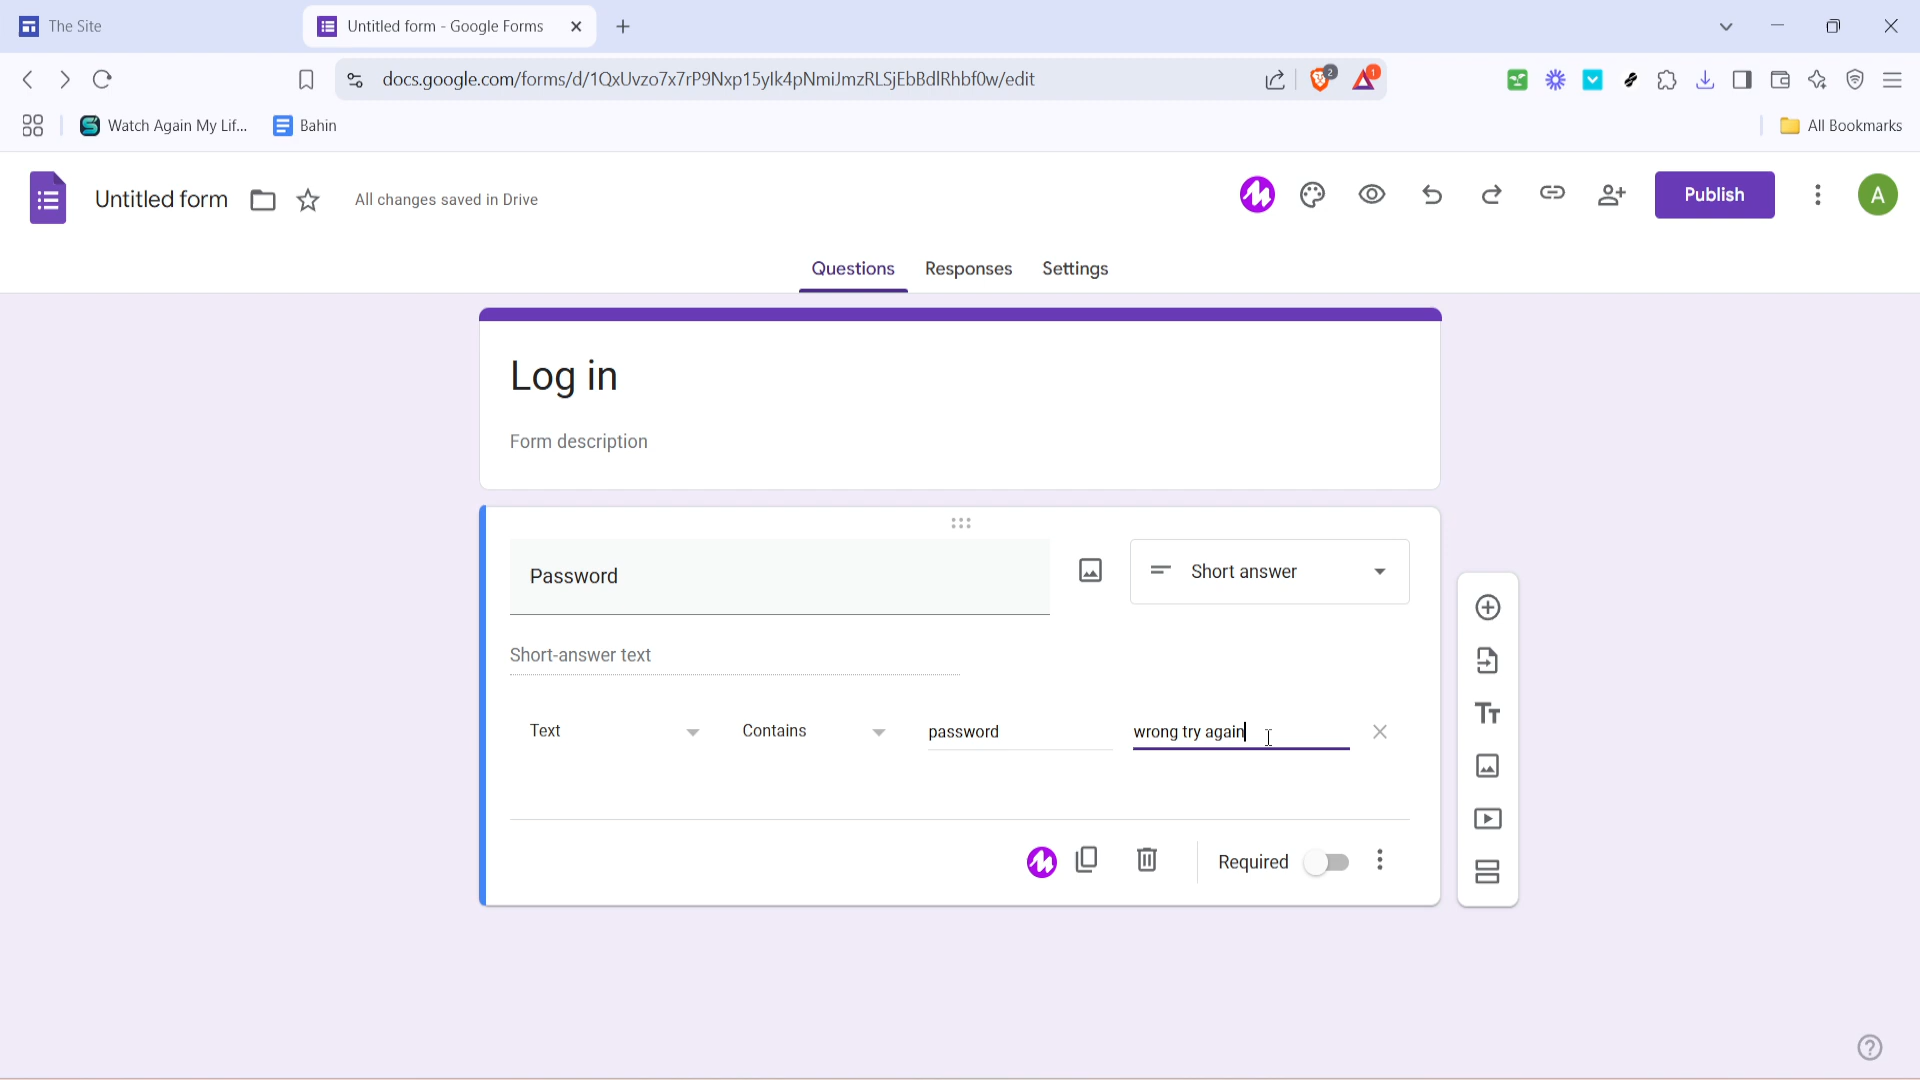 The Site
Untitled form - Google Forms
docs.google.com/forms/d/1QxUvzo7x7rP9Nxp15ylk4pNmiJmzRLSjEbBdlRhbf0w/edit
2
1
Watch Again My Lif...
Bahin
All Bookmarks
Untitled form
All changes saved in Drive
Publish
A
Questions
Responses
Settings
Log in
Form description
Password
Short answer
Short-answer text
Text
Contains
password
wrong try again
Required